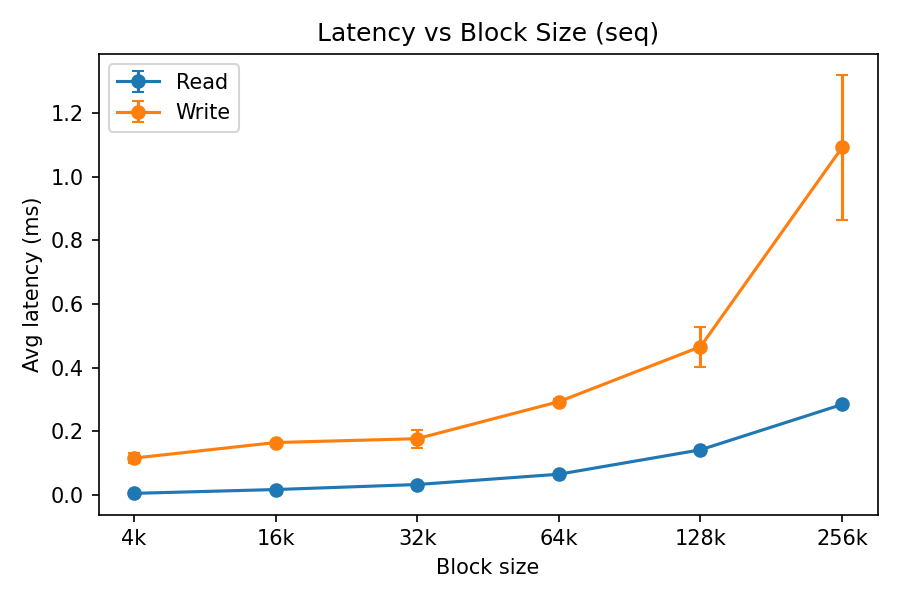 Latency vs Block Size (seq)
Read
Write
Avg latency (ms)
1.2
1.0
0.8
0.6
0.4
0.2
0.0
4k 16k 32k 64k 128k 256k
Block size